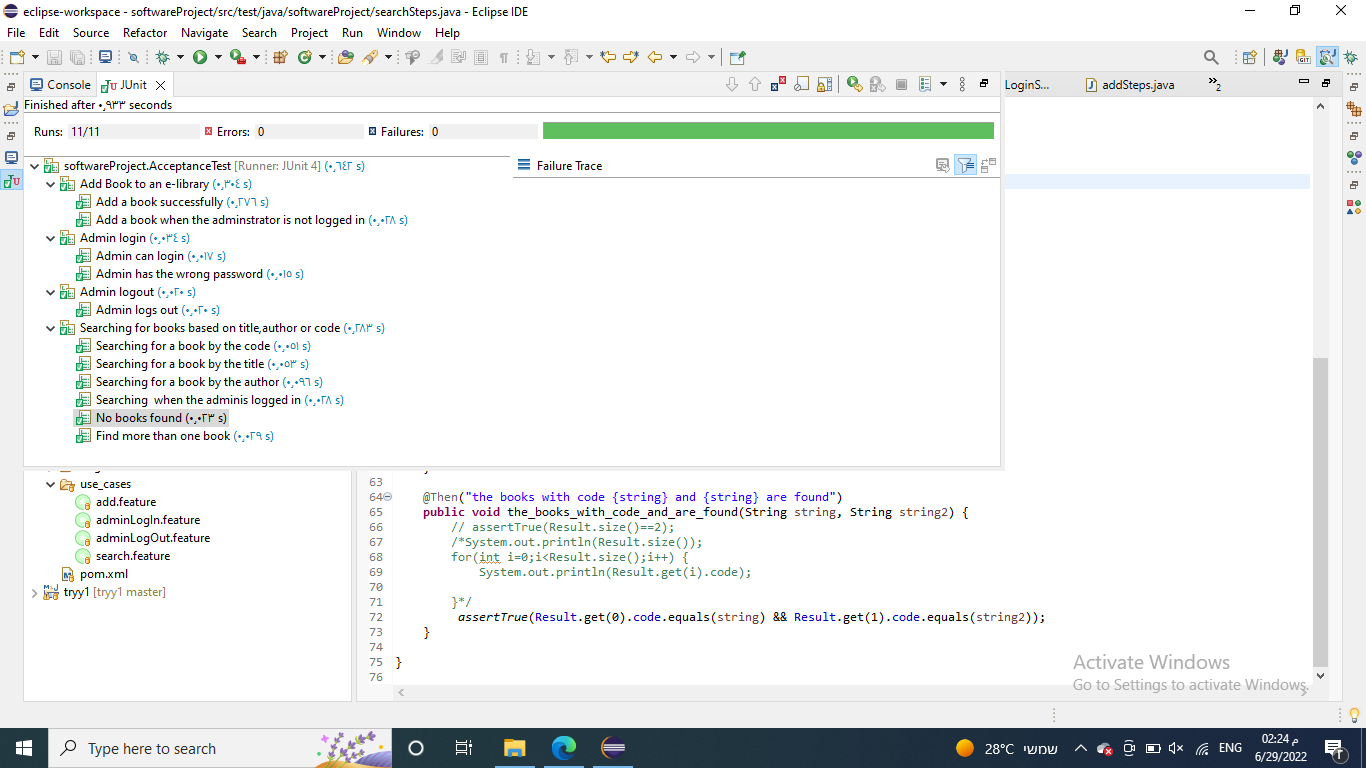 eclipse-workspace - softwareProject/src/test/java/softwareProject/searchSteps.java - Eclipse IDE
File Edit Source Refactor Navigate Search Project Run Window Help
Console JUnit
LoginS... addSteps.java »2
Finished after ٠,٩٣٣ seconds
Runs: 11/11 Errors: 0 Failures: 0
softwareProject.AcceptanceTest [Runner: JUnit 4] (٠,٦٤٢ s)
Failure Trace
Add Book to an e-library (٠,٣٠٤ s)
Add a book successfully (٠,٢٧٦ s)
Add a book when the adminstrator is not logged in (٠,٠٢٨ s)
Admin login (٠,٠٣٤ s)
Admin can login (٠,٠١٧ s)
Admin has the wrong password (٠,٠١٥ s)
Admin logout (٠,٠٢٠ s)
Admin logs out (٠,٠٢٠ s)
Searching for books based on title,author or code (٠,٢٨٣ s)
Searching for a book by the code (٠,٠٥١ s)
Searching for a book by the title (٠,٠٥٣ s)
Searching for a book by the author (٠,٠٩٦ s)
Searching  when the adminis logged in (٠,٠٢٨ s)
No books found (٠,٠٢٣ s)
Find more than one book (٠,٠٢٩ s)
use_cases
add.feature
adminLogIn.feature
adminLogOut.feature
search.feature
pom.xml
tryy1 [tryy1 master]
63
64 @Then("the books with code {string} and {string} are found")
65 public void the_books_with_code_and_are_found(String string, String string2) {
66 // assertTrue(Result.size()==2);
67 /*System.out.println(Result.size());
68 for(int i=0;i<Result.size();i++) {
69 System.out.println(Result.get(i).code);
70
71 }*/
72 assertTrue(Result.get(0).code.equals(string) && Result.get(1).code.equals(string2));
73 }
74
75 }
76
Activate Windows
Go to Settings to activate Windows.
Type here to search
28°C שמשי
ENG
02:24 م
6/29/2022